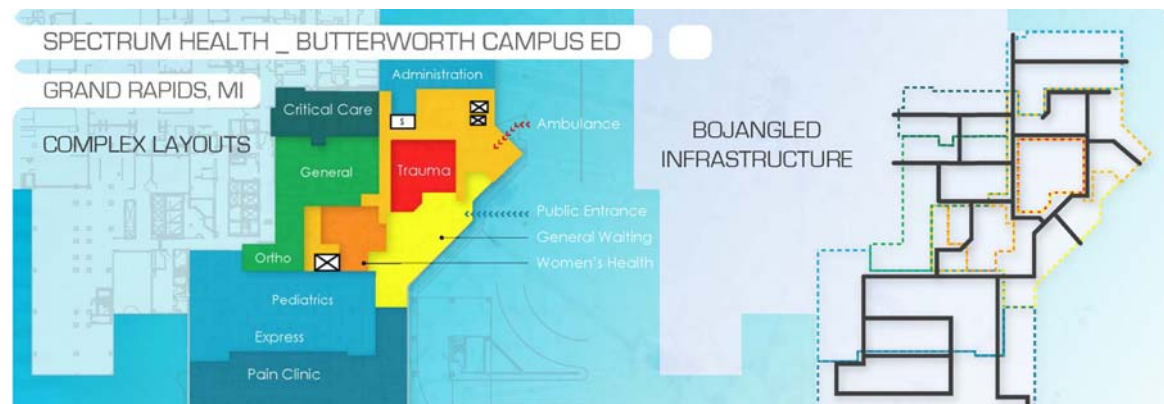 SPECTRUM HEALTH _ BUTTERWORTH CAMPUS ED
GRAND RAPIDS, MI
COMPLEX LAYOUTS
Administration
Critical Care
S
Ambulance
General
Trauma
Public Entrance
General Waiting
Ortho
Women's Health
Pediatrics
Express
Pain Clinic
BOJANGLED
INFRASTRUCTURE